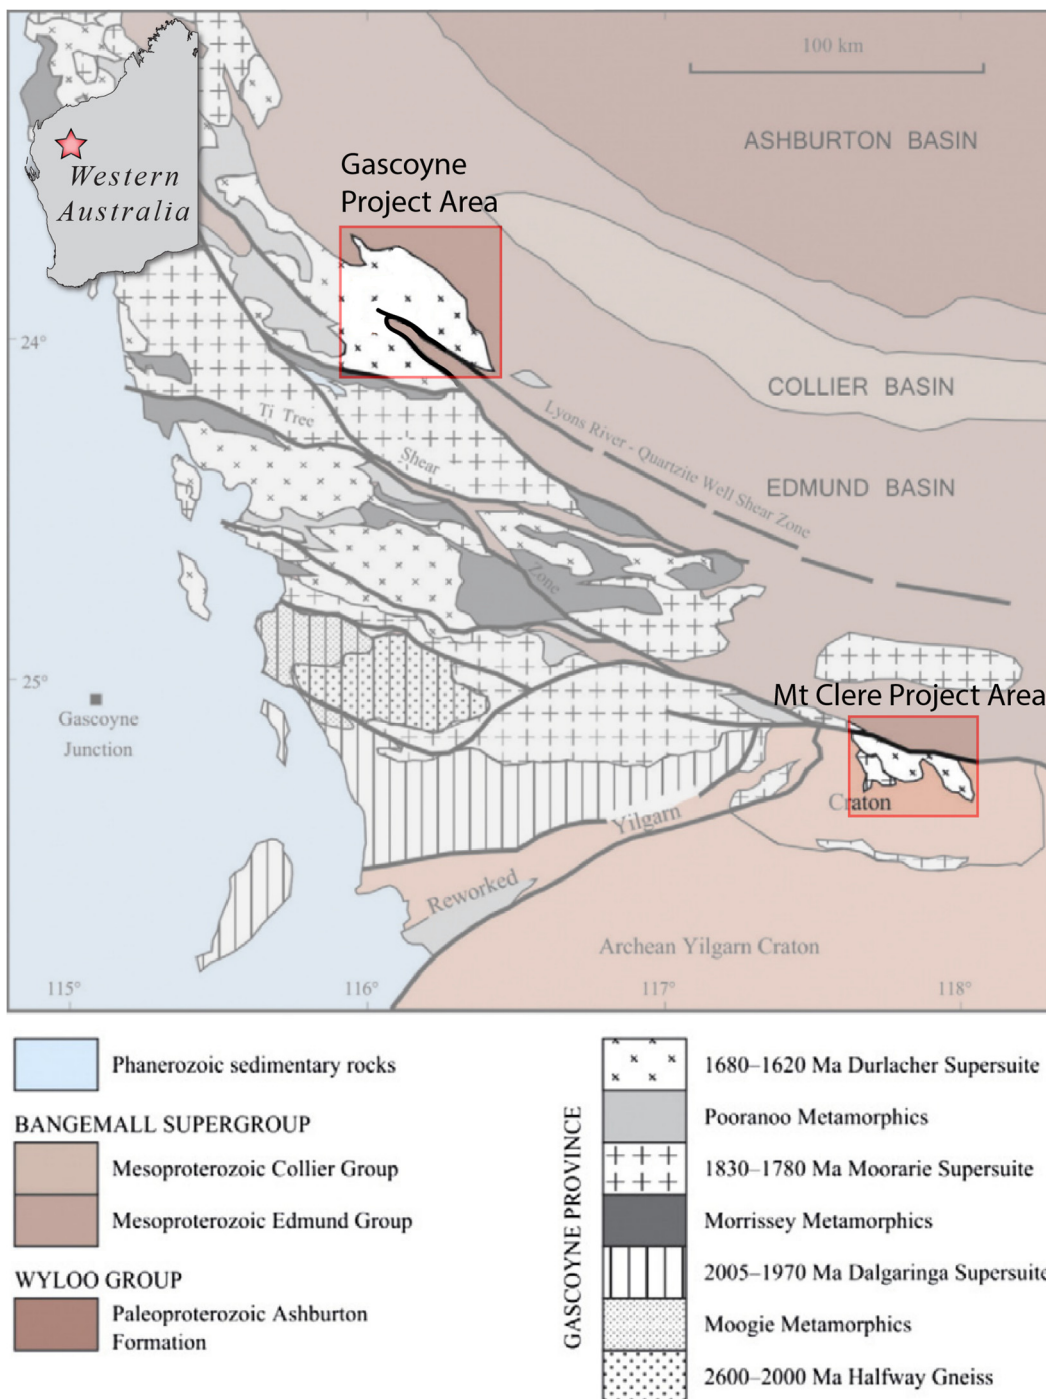 100 km
ASHBURTON BASIN
Gascoyne
Project Area
Western
Australia
24°
COLLIER BASIN
Ti Tree
Shear
Zone
Lyons River - Quartzite Well Shear Zone
EDMUND BASIN
25°
Gascoyne
Junction
Mt Clere Project Area
Craton
Yilgarn
Reworked
Archean Yilgarn Craton
115°
116°
117°
118°
Phanerozoic sedimentary rocks
BANGEMALL SUPERGROUP
Mesoproterozoic Collier Group
Mesoproterozoic Edmund Group
WYLOO GROUP
Paleoproterozoic Ashburton
Formation
GASCOYNE PROVINCE
1680–1620 Ma Durlacher Supersuite
Pooranoo Metamorphics
1830–1780 Ma Moorarie Supersuite
Morrissey Metamorphics
2005–1970 Ma Dalgaringa Supersuite
Moogie Metamorphics
2600–2000 Ma Halfway Gneiss